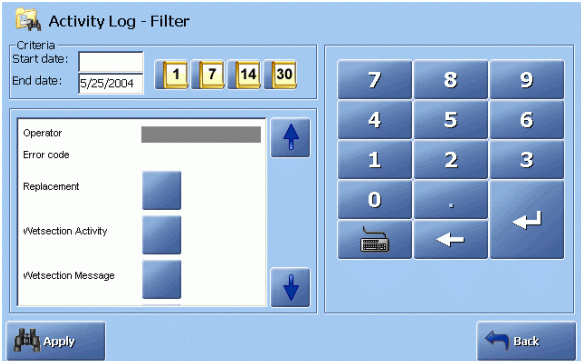 Activity Log - Filter
Criteria
Start date:
End date: 5/25/2004
1 7 14 30
Operator
Error code
Replacement
Wetsection Activity
Wetsection Message
7 8 9
4 5 6
1 2 3
0 .
Apply
Back